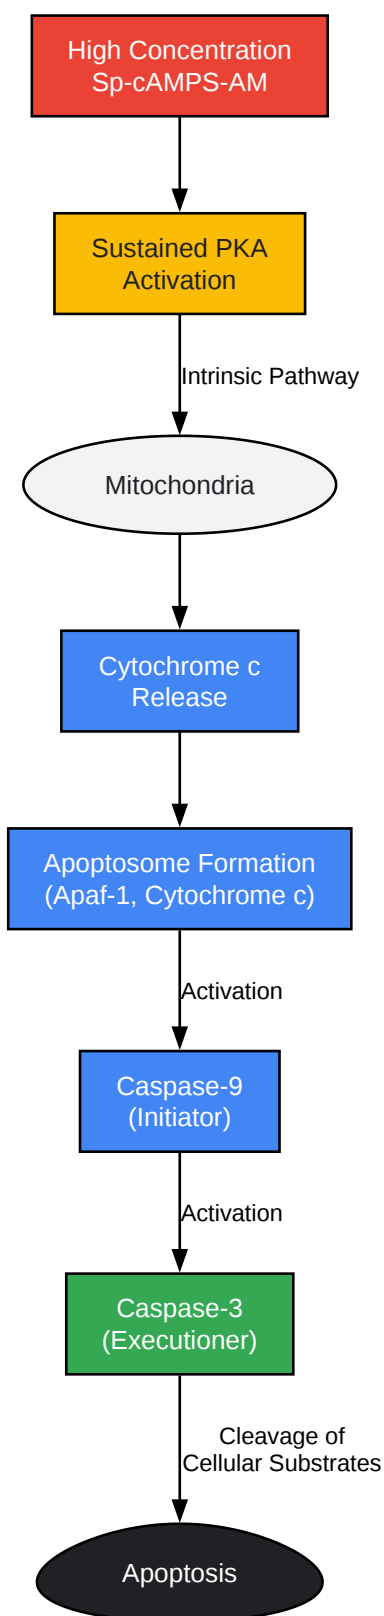 High Concentration
Sp-cAMPS-AM
Sustained PKA
Activation
Intrinsic Pathway
Mitochondria
Cytochrome c
Release
Apoptosome Formation
(Apaf-1, Cytochrome c)
Activation
Caspase-9
(Initiator)
Activation
Caspase-3
(Executioner)
Cleavage of
Cellular Substrates
Apoptosis